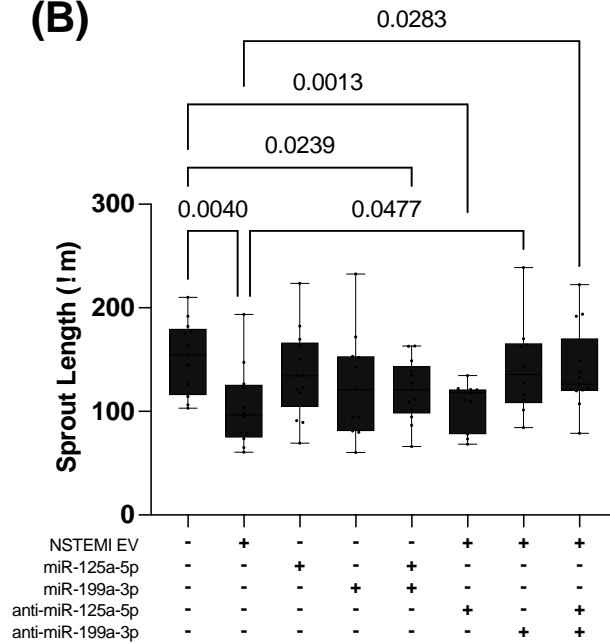 (B)
0.0283
0.0013
0.0239
0.0040 0.0477
300
200
100
0
Sprout Length (!m)
NSTEMI EV - + - - - + + +
miR-125a-5p - - + - + - - -
miR-199a-3p - - - + + - - -
anti-miR-125a-5p - - - - - + - +
anti-miR-199a-3p - - - - - - + +